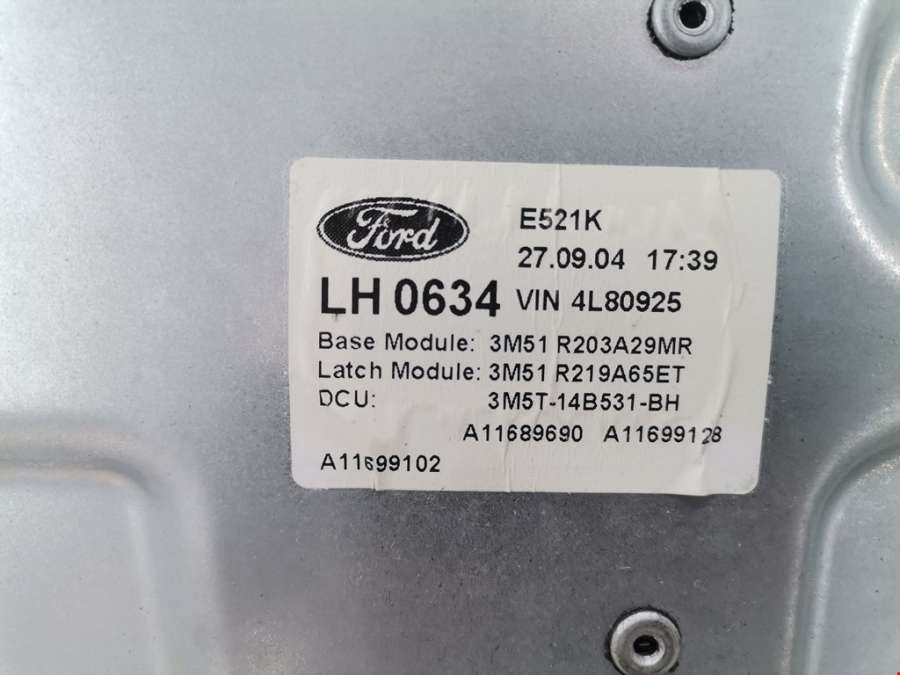 Ford
E521K
27.09.04 17:39
LH 0634 VIN 4L80925
Base Module: 3M51 R203A29MR
Latch Module: 3M51 R219A65ET
DCU: 3M5T-14B531-BH
A11689690 A11699128
A11699102